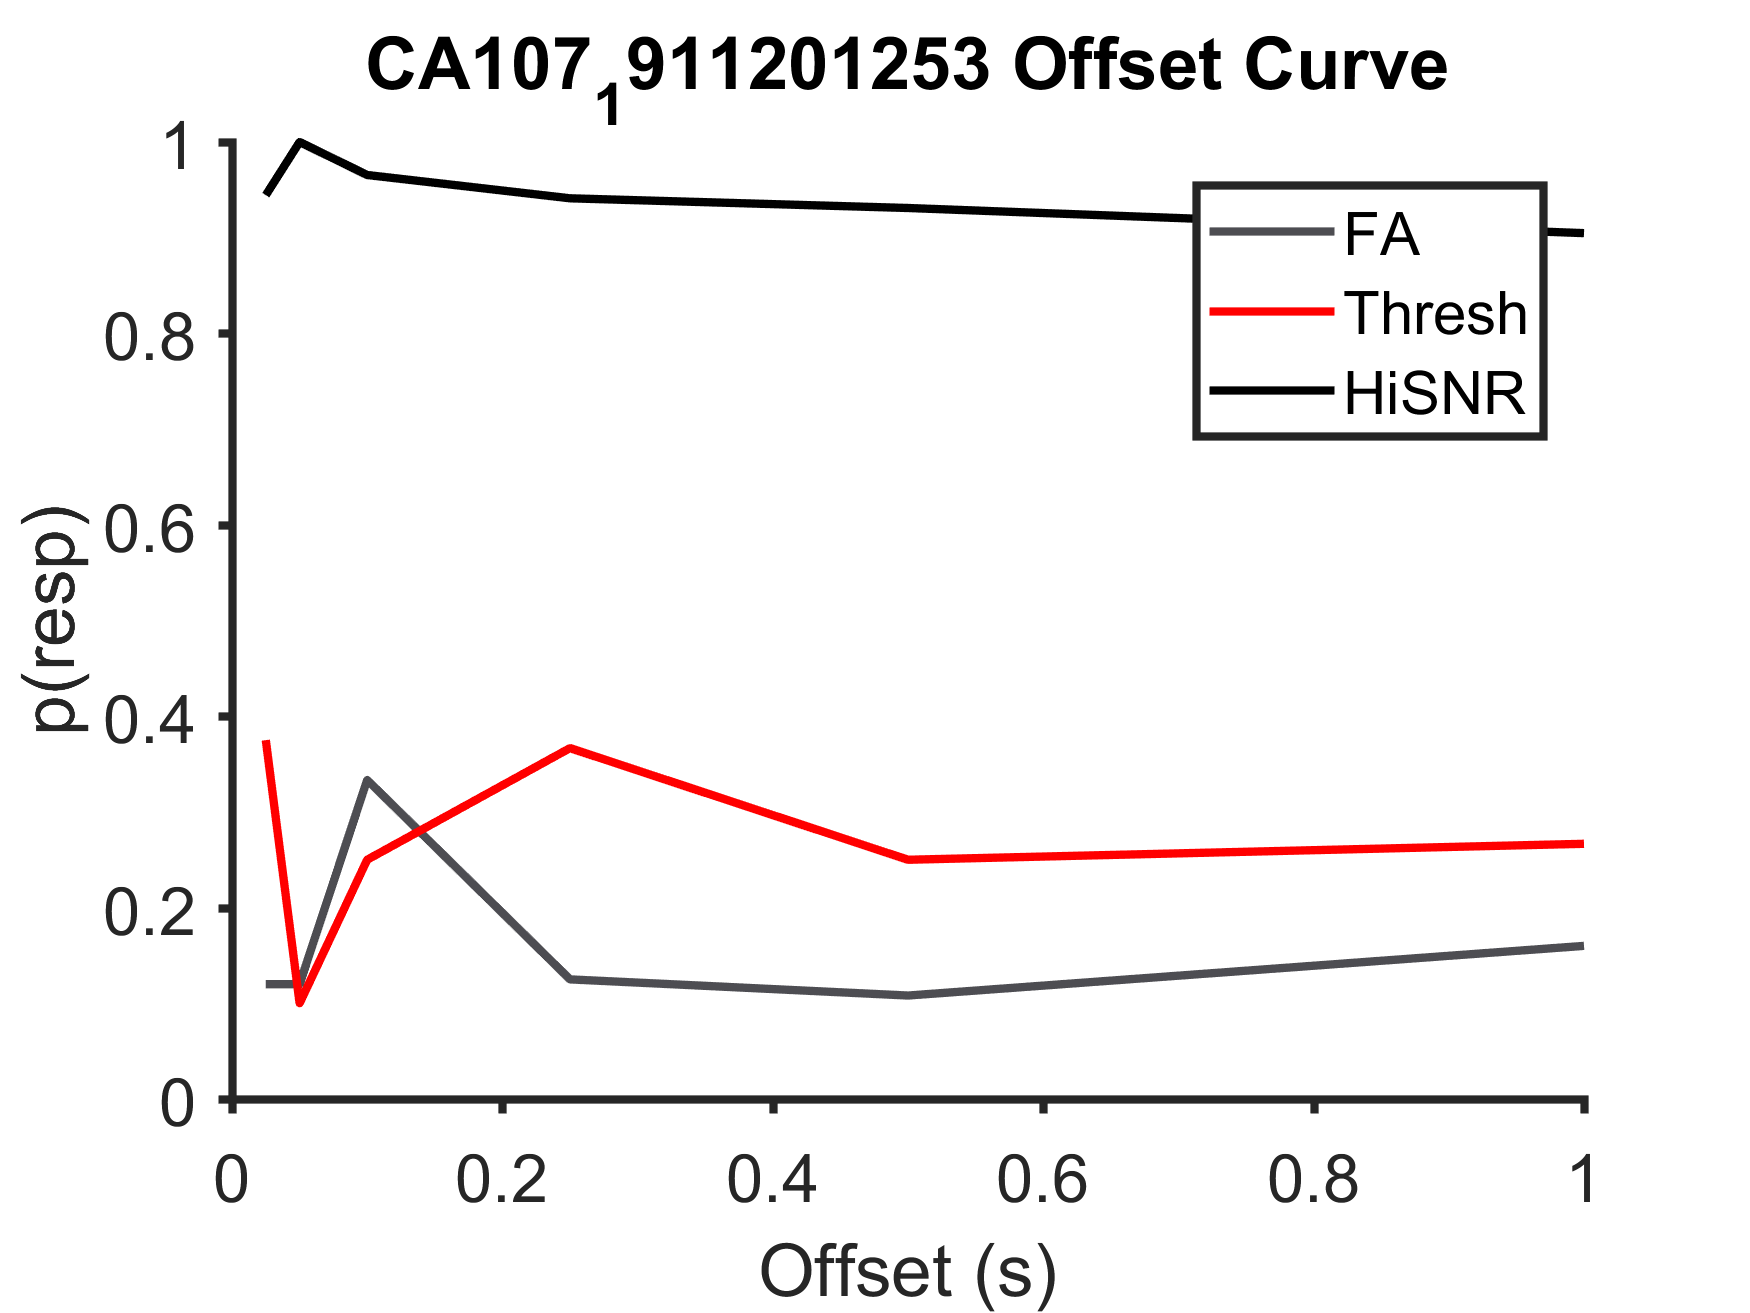 CA107₁911201253 Offset Curve
1
0.8
0.6
0.4
0.2
0
p(resp)
FA
Thresh
HiSNR
0 0.2 0.4 0.6 0.8 1
Offset (s)